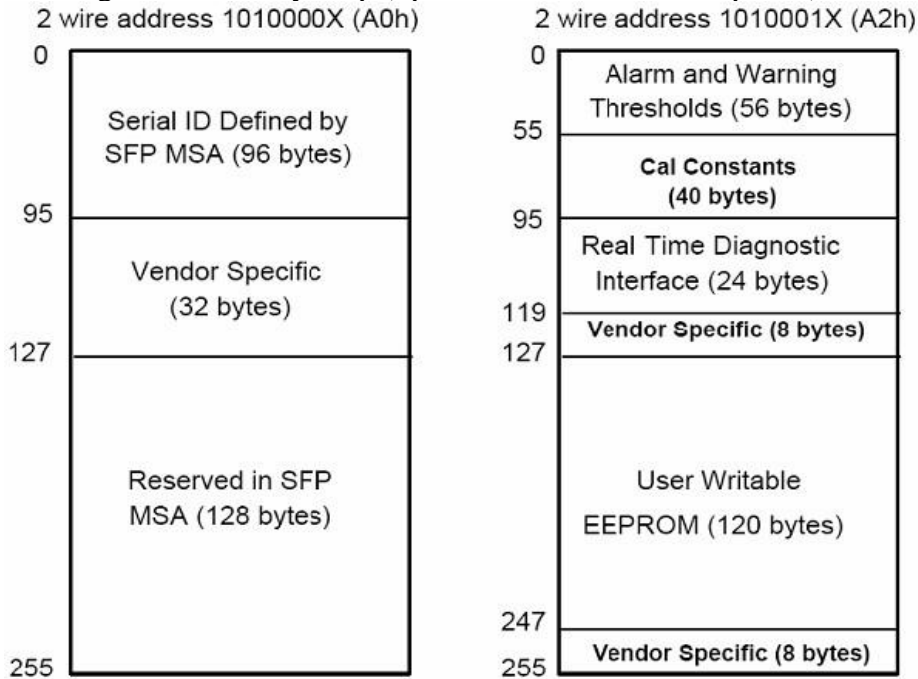 2 wire address 1010000X (A0h)
0
Serial ID Defined by
SFP MSA (96 bytes)
95
Vendor Specific
(32 bytes)
127
Reserved in SFP
MSA (128 bytes)
255
2 wire address 1010001X (A2h)
0
Alarm and Warning
Thresholds (56 bytes)
55
Cal Constants
(40 bytes)
95
Real Time Diagnostic
Interface (24 bytes)
119
Vendor Specific (8 bytes)
127
User Writable
EEPROM (120 bytes)
247
Vendor Specific (8 bytes)
255